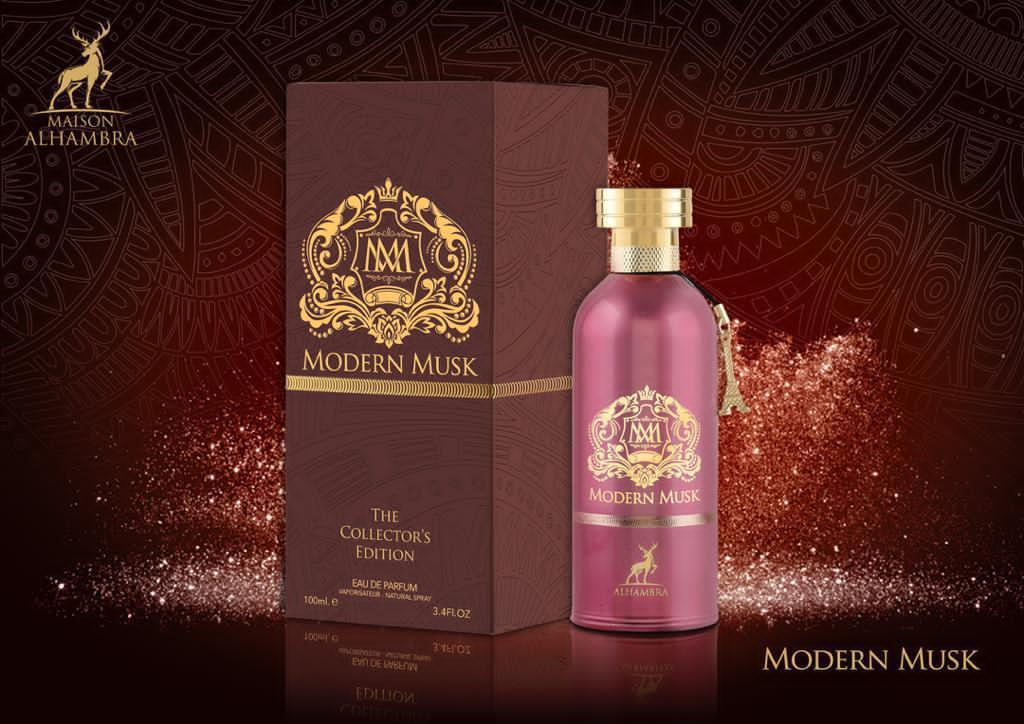 MAISON
ALHAMBRA
MODERN MUSK
THE
COLLECTOR'S
EDITION
EAU DE PARFUM
VAPORISATEUR . NATURAL SPRAY
100ml. e
3.4FL.OZ
MODERN MUSK
ALHAMBRA
MODERN MUSK